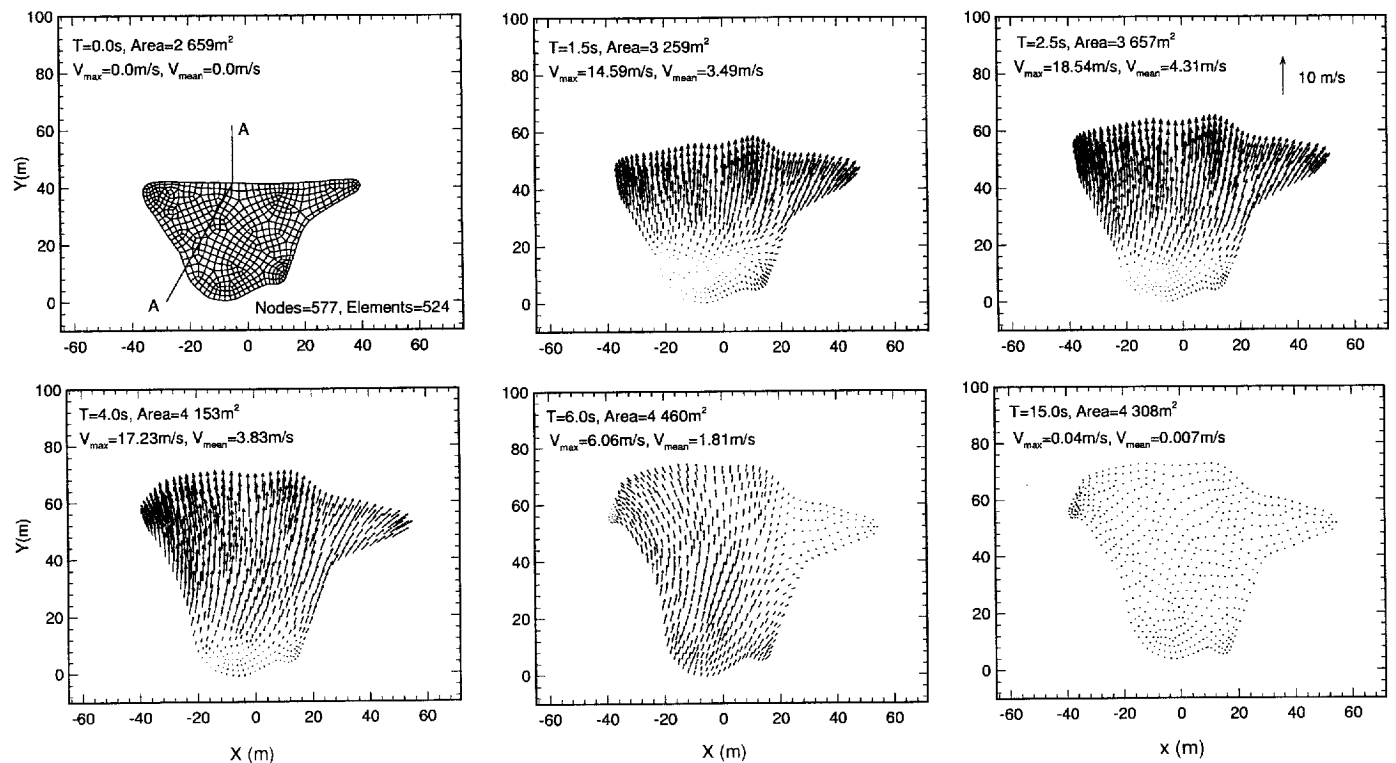 T=0.0s, Area=2 659m²
V_max=0.0m/s, V_mean=0.0m/s
A
A
Nodes=577, Elements=524
Y(m)
100
80
60
40
20
0
-60 -40 -20 0 20 40 60
T=1.5s, Area=3 259m²
V_max=14.59m/s, V_mean=3.49m/s
100
80
60
40
20
0
-60 -40 -20 0 20 40 60
T=2.5s, Area=3 657m²
V_max=18.54m/s, V_mean=4.31m/s
10 m/s
100
80
60
40
20
0
-60 -40 -20 0 20 40 60
T=4.0s, Area=4 153m²
V_max=17.23m/s, V_mean=3.83m/s
Y(m)
100
80
60
40
20
0
-60 -40 -20 0 20 40 60
X (m)
T=6.0s, Area=4 460m²
V_max=6.06m/s, V_mean=1.81m/s
100
80
60
40
20
0
-60 -40 -20 0 20 40 60
X (m)
T=15.0s, Area=4 308m²
V_max=0.04m/s, V_mean=0.007m/s
100
80
60
40
20
0
-60 -40 -20 0 20 40 60
x (m)